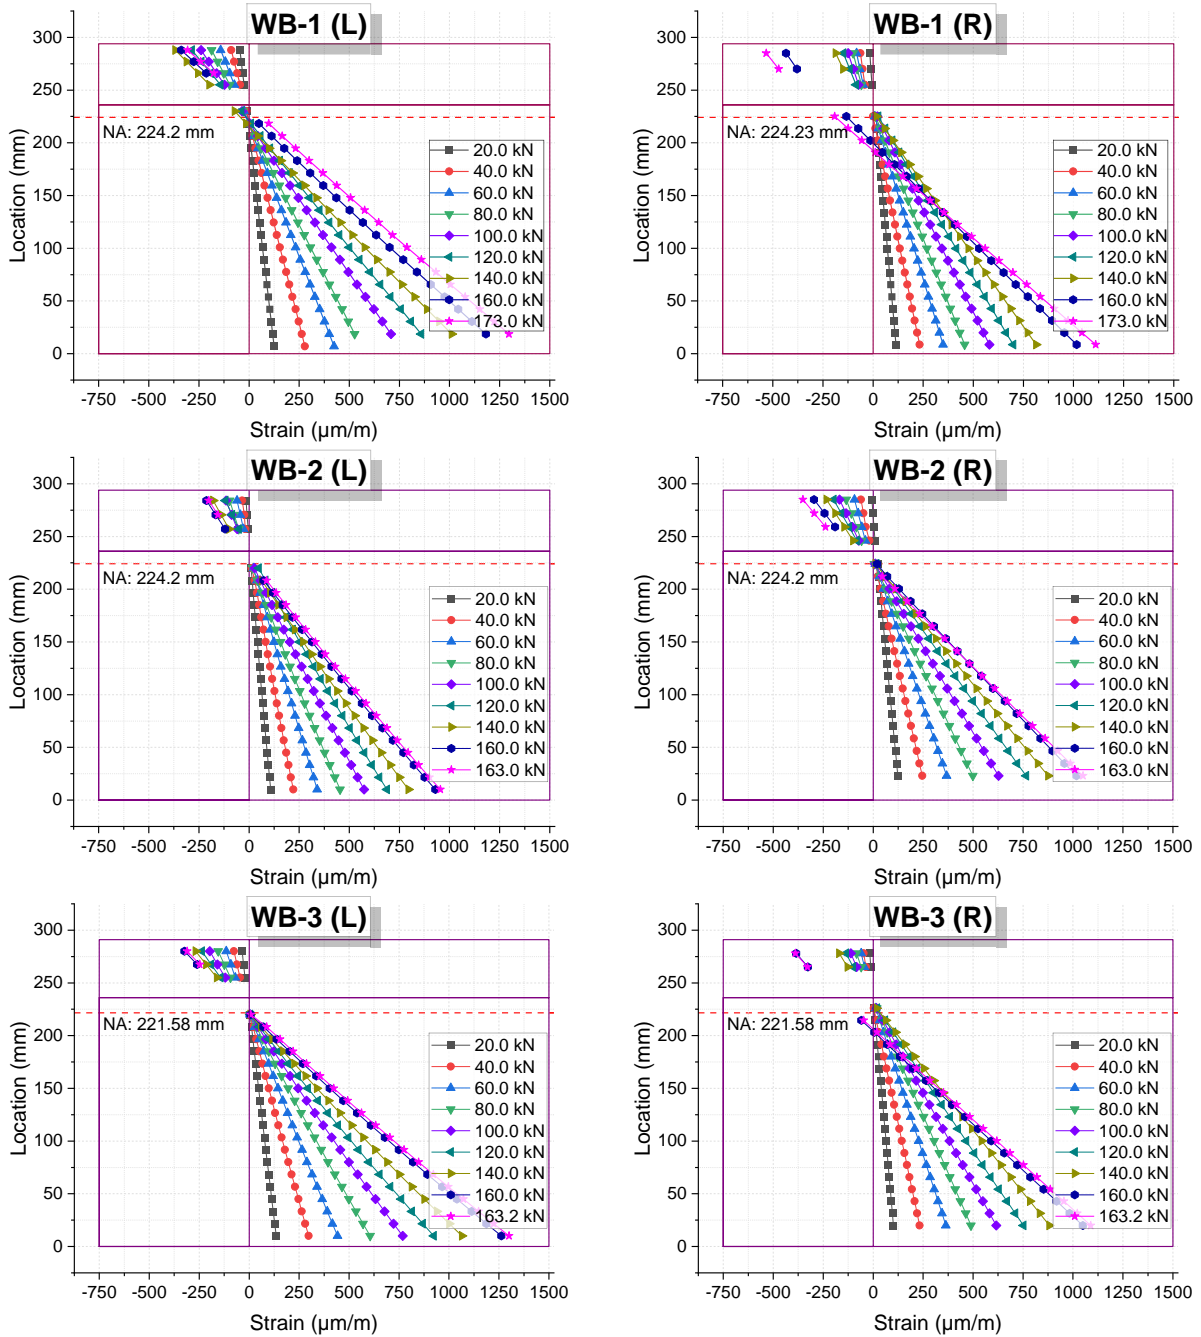 WB-1 (L)
300
250
200
150
100
50
0
Location (mm)
NA: 224.2 mm
20.0 kN
40.0 kN
60.0 kN
80.0 kN
100.0 kN
120.0 kN
140.0 kN
160.0 kN
173.0 kN
-750 -500 -250 0 250 500 750 1000 1250 1500
Strain (μm/m)
WB-1 (R)
300
250
200
150
100
50
0
Location (mm)
NA: 224.23 mm
20.0 kN
40.0 kN
60.0 kN
80.0 kN
100.0 kN
120.0 kN
140.0 kN
160.0 kN
173.0 kN
-750 -500 -250 0 250 500 750 1000 1250 1500
Strain (μm/m)
WB-2 (L)
300
250
200
150
100
50
0
Location (mm)
NA: 224.2 mm
20.0 kN
40.0 kN
60.0 kN
80.0 kN
100.0 kN
120.0 kN
140.0 kN
160.0 kN
163.0 kN
-750 -500 -250 0 250 500 750 1000 1250 1500
Strain (μm/m)
WB-2 (R)
300
250
200
150
100
50
0
Location (mm)
NA: 224.2 mm
20.0 kN
40.0 kN
60.0 kN
80.0 kN
100.0 kN
120.0 kN
140.0 kN
160.0 kN
163.0 kN
-750 -500 -250 0 250 500 750 1000 1250 1500
Strain (μm/m)
WB-3 (L)
300
250
200
150
100
50
0
Location (mm)
NA: 221.58 mm
20.0 kN
40.0 kN
60.0 kN
80.0 kN
100.0 kN
120.0 kN
140.0 kN
160.0 kN
163.2 kN
-750 -500 -250 0 250 500 750 1000 1250 1500
Strain (μm/m)
WB-3 (R)
300
250
200
150
100
50
0
Location (mm)
NA: 221.58 mm
20.0 kN
40.0 kN
60.0 kN
80.0 kN
100.0 kN
120.0 kN
140.0 kN
160.0 kN
163.2 kN
-750 -500 -250 0 250 500 750 1000 1250 1500
Strain (μm/m)